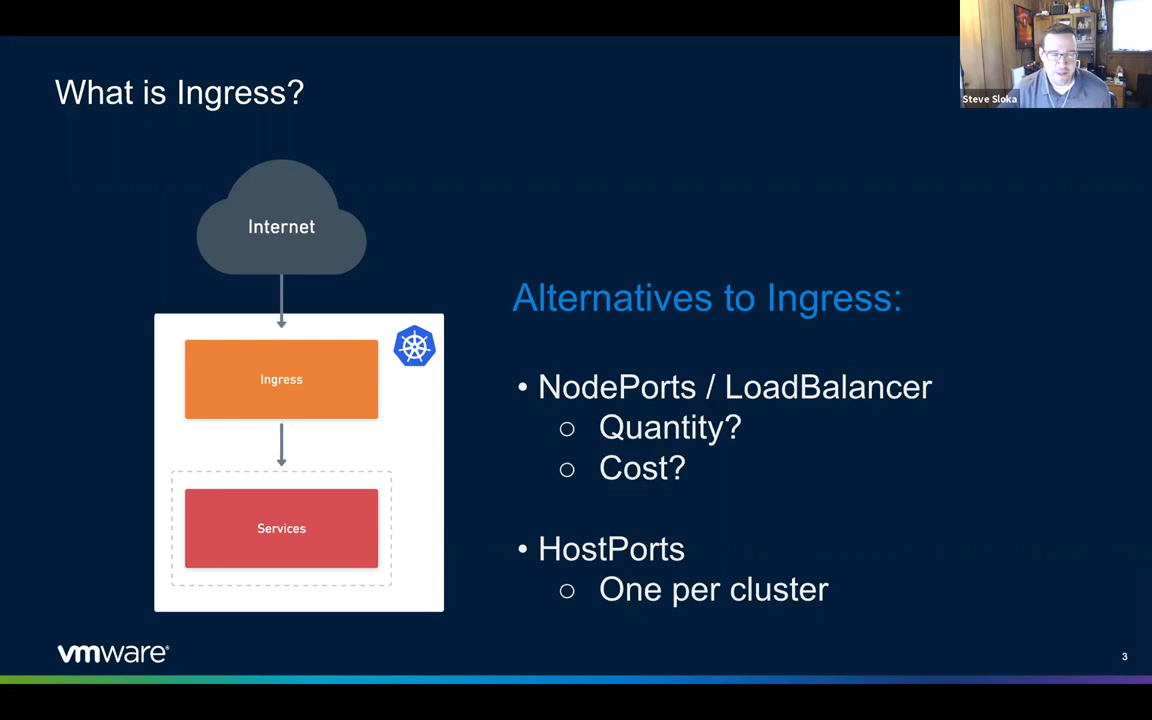 What is Ingress?
Steve Sloka
Internet
Ingress
Services
Alternatives to Ingress:
• NodePorts / LoadBalancer
○ Quantity?
○ Cost?
• HostPorts
○ One per cluster
vmware®
3